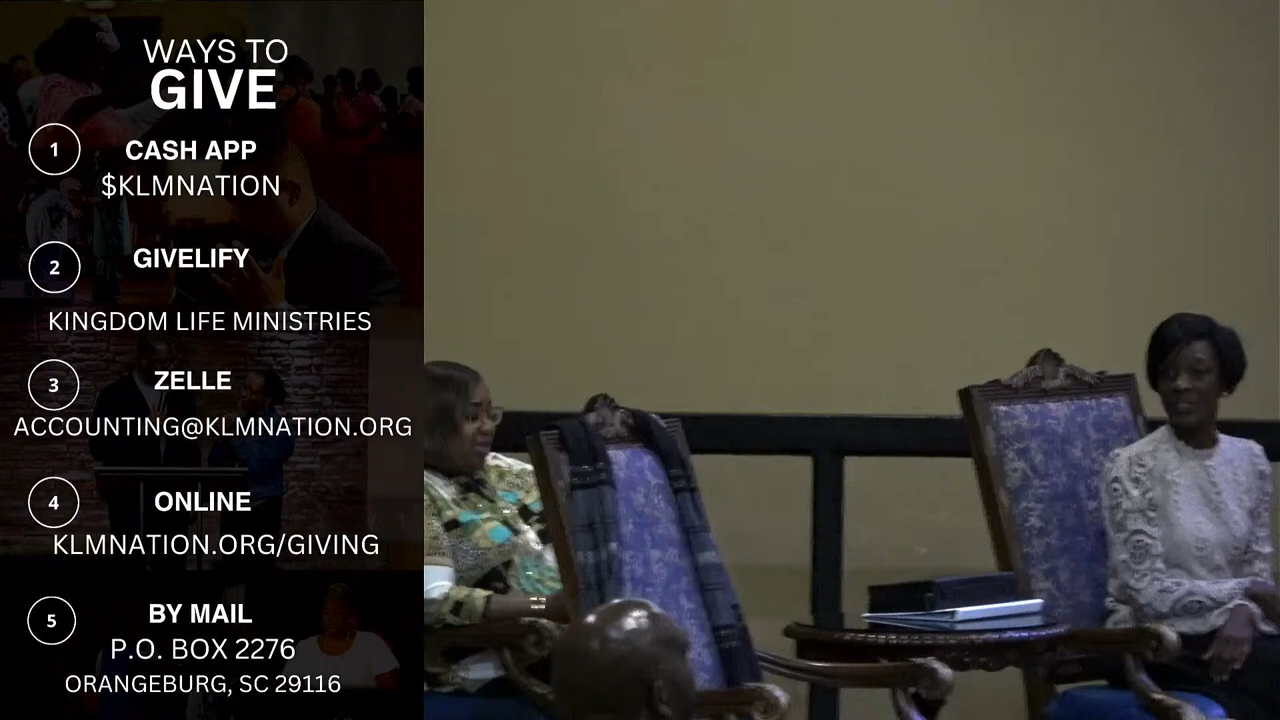 WAYS TO
GIVE
1
CASH APP
$KLMNATION
2
GIVELIFY
KINGDOM LIFE MINISTRIES
3
ZELLE
ACCOUNTING@KLMNATION.ORG
4
ONLINE
KLMNATION.ORG/GIVING
5
BY MAIL
P.O. BOX 2276
ORANGEBURG, SC 29116